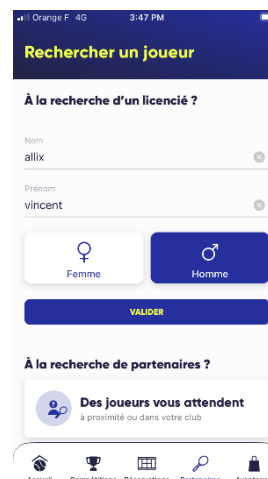 Orange F 4G 3:47 PM
Rechercher un joueur
À la recherche d'un licencié ?
Nom
allix
Prénom
vincent
Femme Homme
VALIDER
À la recherche de partenaires ?
Des joueurs vous attendent
à proximité ou dans votre club
Accueil Compétitions Réservations Partenaires Avantages